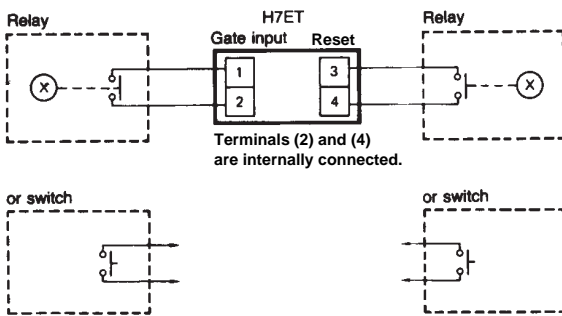 H7ET
Relay
Relay
Gate input
Reset
X
1
3
X
2
4
Terminals (2) and (4)
are internally connected.
or switch
or switch